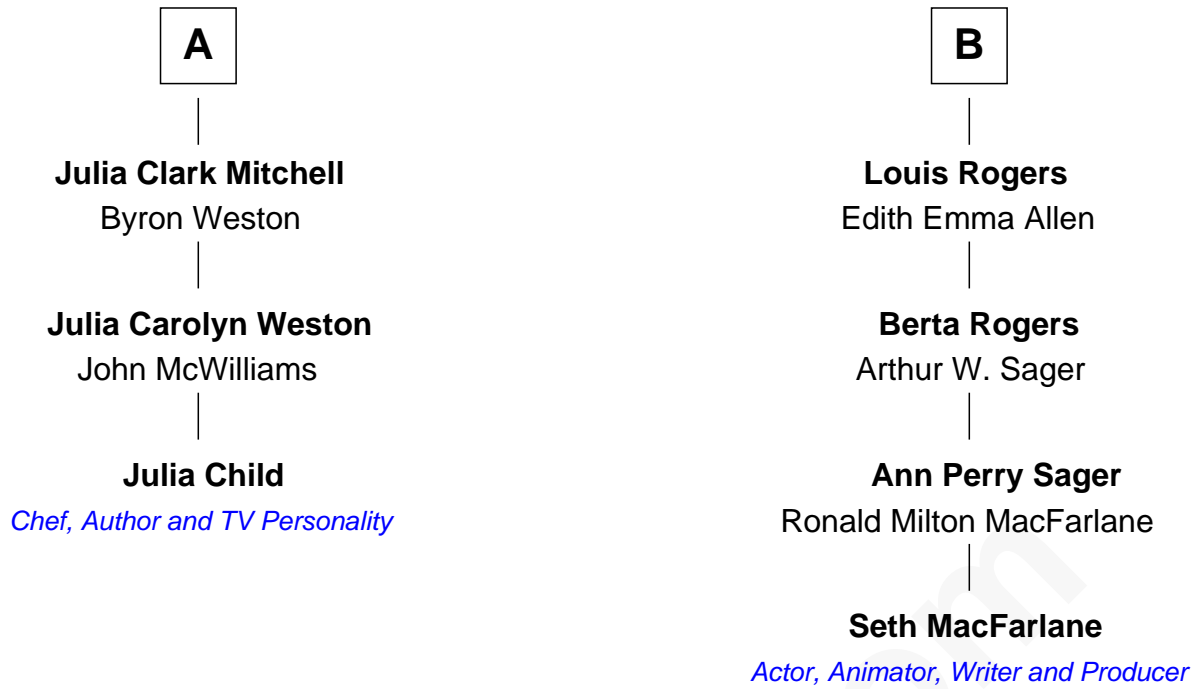 A
Julia Clark Mitchell
Byron Weston
Julia Carolyn Weston
John McWilliams
Julia Child
Chef, Author and TV Personality
B
Louis Rogers
Edith Emma Allen
Berta Rogers
Arthur W. Sager
Ann Perry Sager
Ronald Milton MacFarlane
Seth MacFarlane
Actor, Animator, Writer and Producer